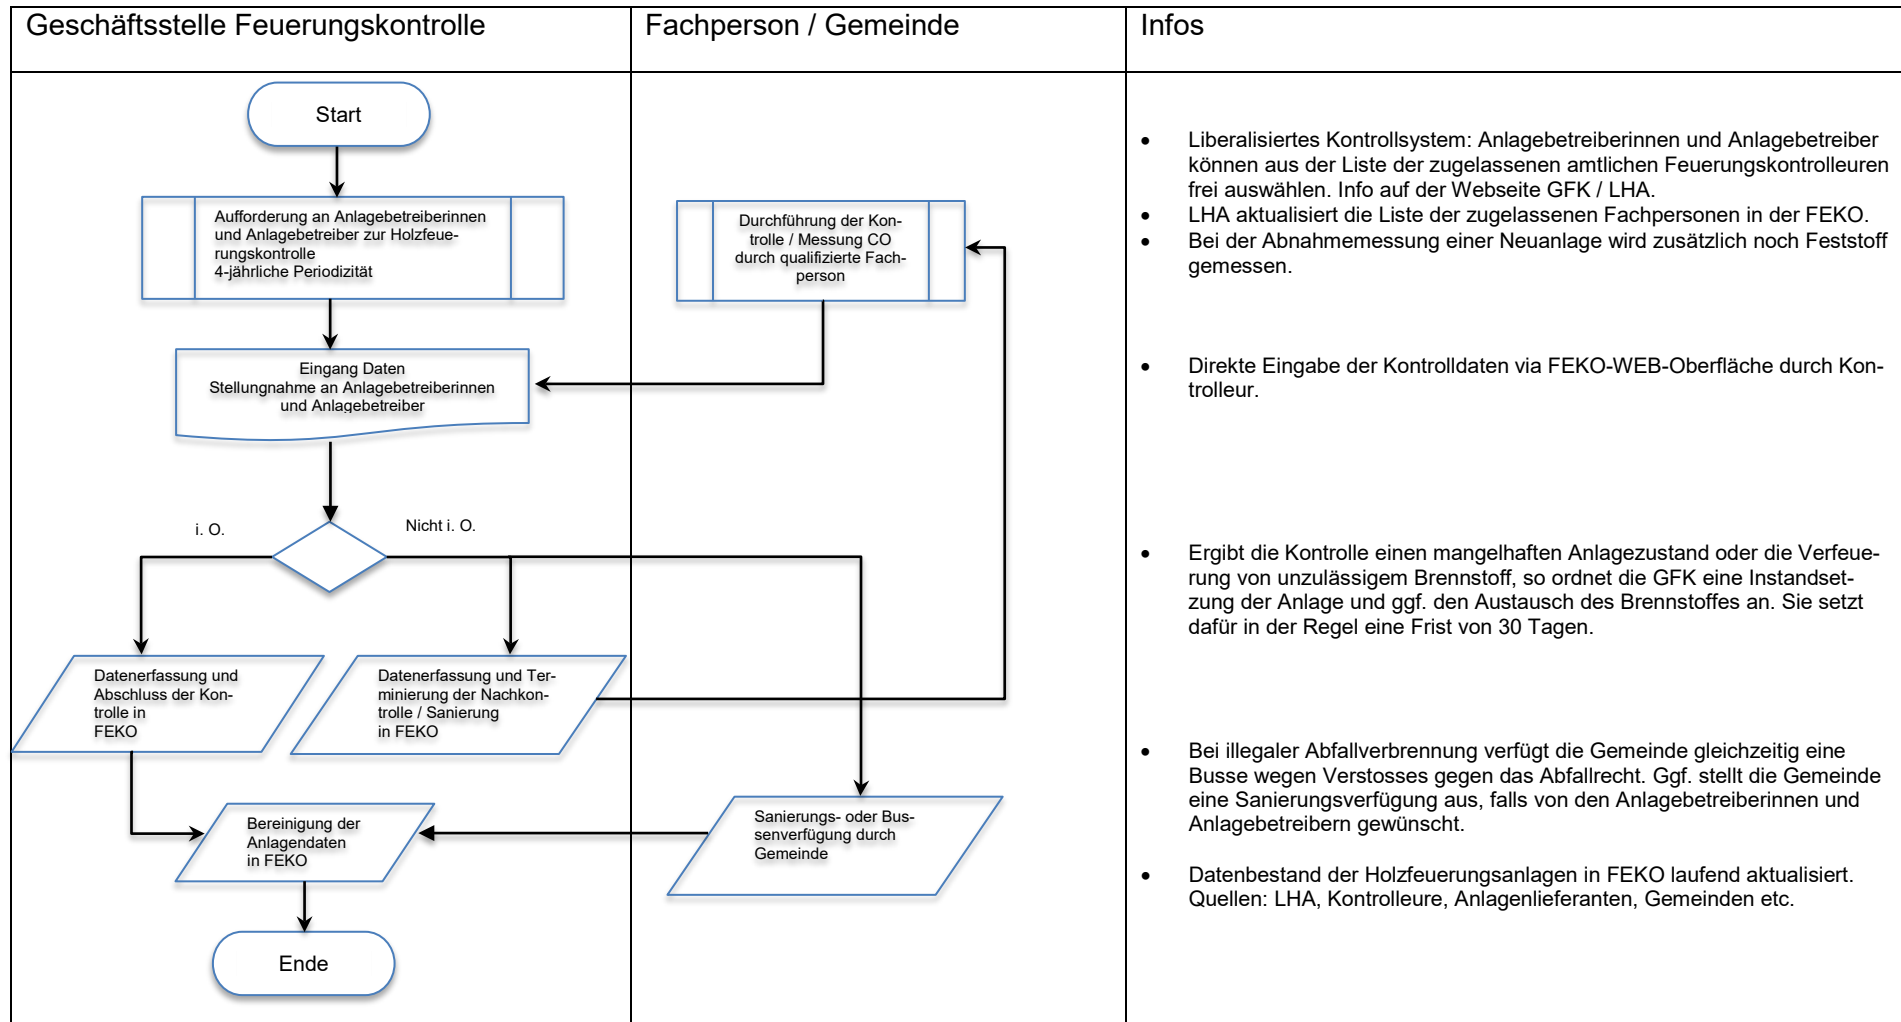 Geschäftsstelle Feuerungskontrolle
Fachperson / Gemeinde
Infos
Start
Aufforderung an Anlagebetreiberinnen
und Anlagebetreiber zur Holzfeue-
rungskontrolle
4-jährliche Periodizität
Durchführung der Kon-
trolle / Messung CO
durch qualifizierte Fach-
person
Eingang Daten
Stellungnahme an Anlagebetreiberinnen
und Anlagebetreiber
i. O.
Nicht i. O.
Datenerfassung und
Abschluss der Kon-
trolle in
FEKO
Datenerfassung und Ter-
minierung der Nachkon-
trolle / Sanierung
in FEKO
Bereinigung der
Anlagendaten
in FEKO
Sanierungs- oder Bus-
senverfügung durch
Gemeinde
Ende
• Liberalisiertes Kontrollsystem: Anlagebetreiberinnen und Anlagebetreiber
können aus der Liste der zugelassenen amtlichen Feuerungskontrolleuren
frei auswählen. Info auf der Webseite GFK / LHA.
• LHA aktualisiert die Liste der zugelassenen Fachpersonen in der FEKO.
• Bei der Abnahmemessung einer Neuanlage wird zusätzlich noch Feststoff
gemessen.
• Direkte Eingabe der Kontrolldaten via FEKO-WEB-Oberfläche durch Kon-
trolleur.
• Ergibt die Kontrolle einen mangelhaften Anlagezustand oder die Verfeue-
rung von unzulässigem Brennstoff, so ordnet die GFK eine Instandset-
zung der Anlage und ggf. den Austausch des Brennstoffes an. Sie setzt
dafür in der Regel eine Frist von 30 Tagen.
• Bei illegaler Abfallverbrennung verfügt die Gemeinde gleichzeitig eine
Busse wegen Verstosses gegen das Abfallrecht. Ggf. stellt die Gemeinde
eine Sanierungsverfügung aus, falls von den Anlagebetreiberinnen und
Anlagebetreibern gewünscht.
• Datenbestand der Holzfeuerungsanlagen in FEKO laufend aktualisiert.
Quellen: LHA, Kontrolleure, Anlagenlieferanten, Gemeinden etc.